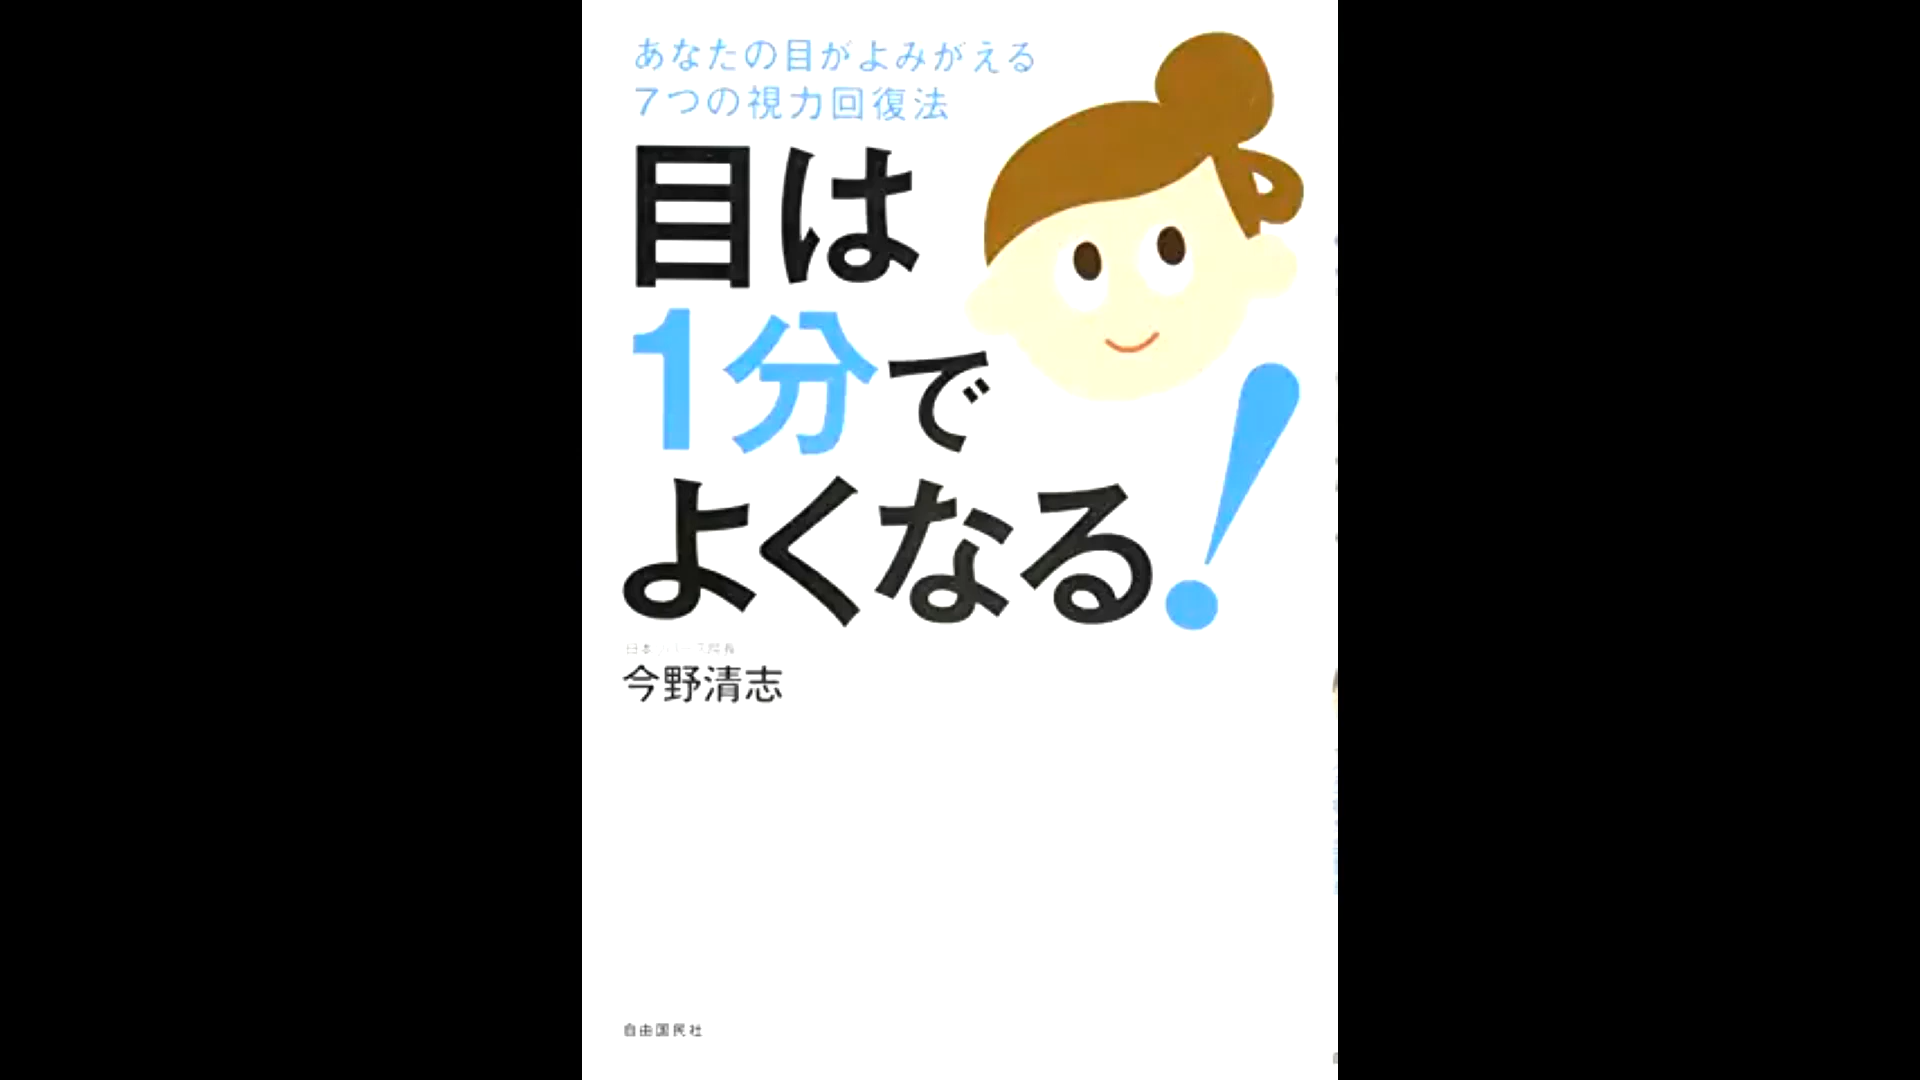 あなたの目がよみがえる
7つの視力回復法
目は
1分で
よくなる!
今野清志
自由国民社